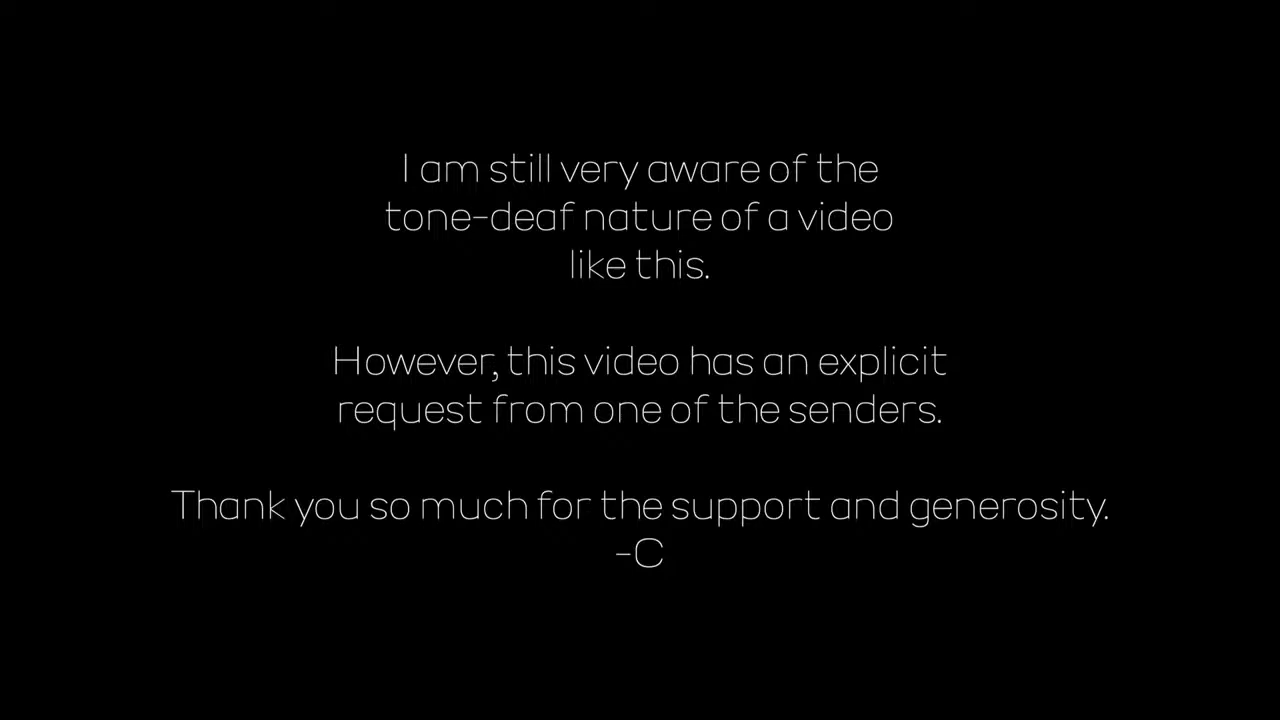 I am still very aware of the
tone-deaf nature of a video
like this.
However, this video has an explicit
request from one of the senders.
Thank you so much for the support and generosity.
-C